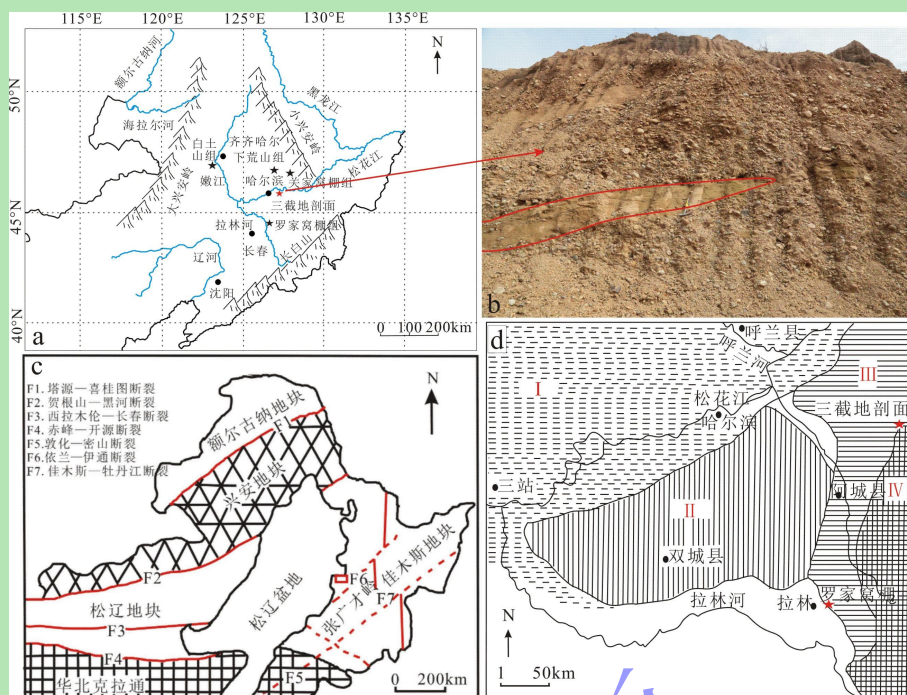 115°E 120°E 125°E 130°E 135°E
50°N
45°N
40°N
N
额尔古纳河
海拉尔河
黑龙江
小兴安岭
大兴安岭
白土
山组
齐齐哈尔
下荒山组
松花江
嫩江
哈尔滨
关家窝棚组
三截地剖面
拉林河
罗家窝棚组
长春
长白山
辽河
沈阳
a
0 100 200km
b
c
F1. 塔源—喜桂图断裂
F2. 贺根山—黑河断裂
F3. 西拉木伦—长春断裂
F4. 赤峰—开源断裂
F5. 敦化—密山断裂
F6. 依兰—伊通断裂
F7. 佳木斯—牡丹江断裂
N
额尔古纳地块
F1
兴安地块
F2
松辽地块
F3
F4
华北克拉通
松辽盆地
F6
F7
张广才岭
佳木斯地块
F5
0 200km
d
呼兰县
呼兰河
I
III
松花江
哈尔滨
三截地剖面
三站
阿城县
IV
II
双城县
拉林河
拉林
罗家窝棚
N
50km